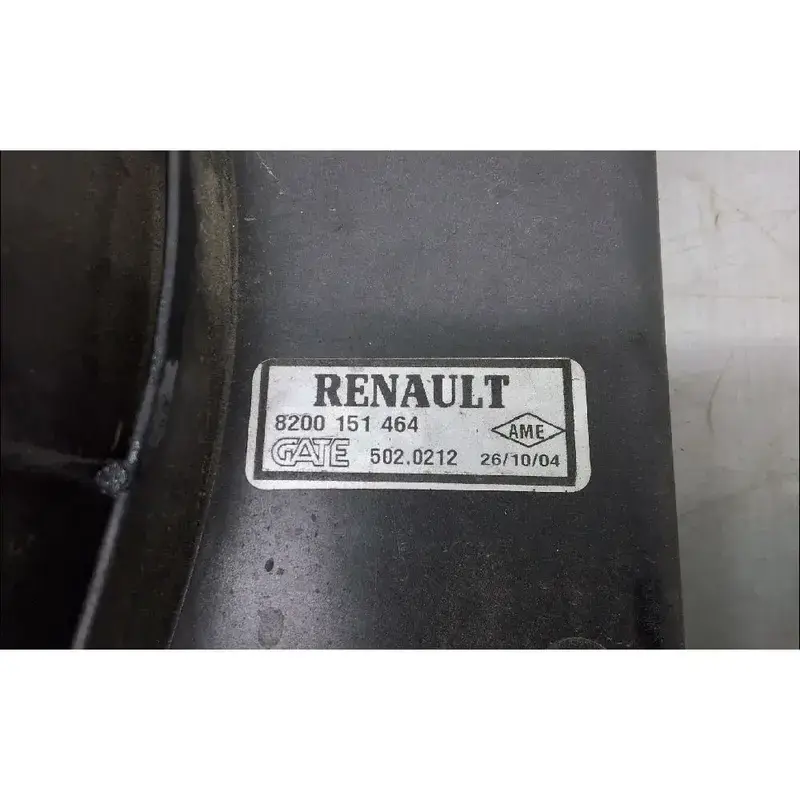 RENAULT
8200 151 464
AME
GATE 502.0212 26/10/04